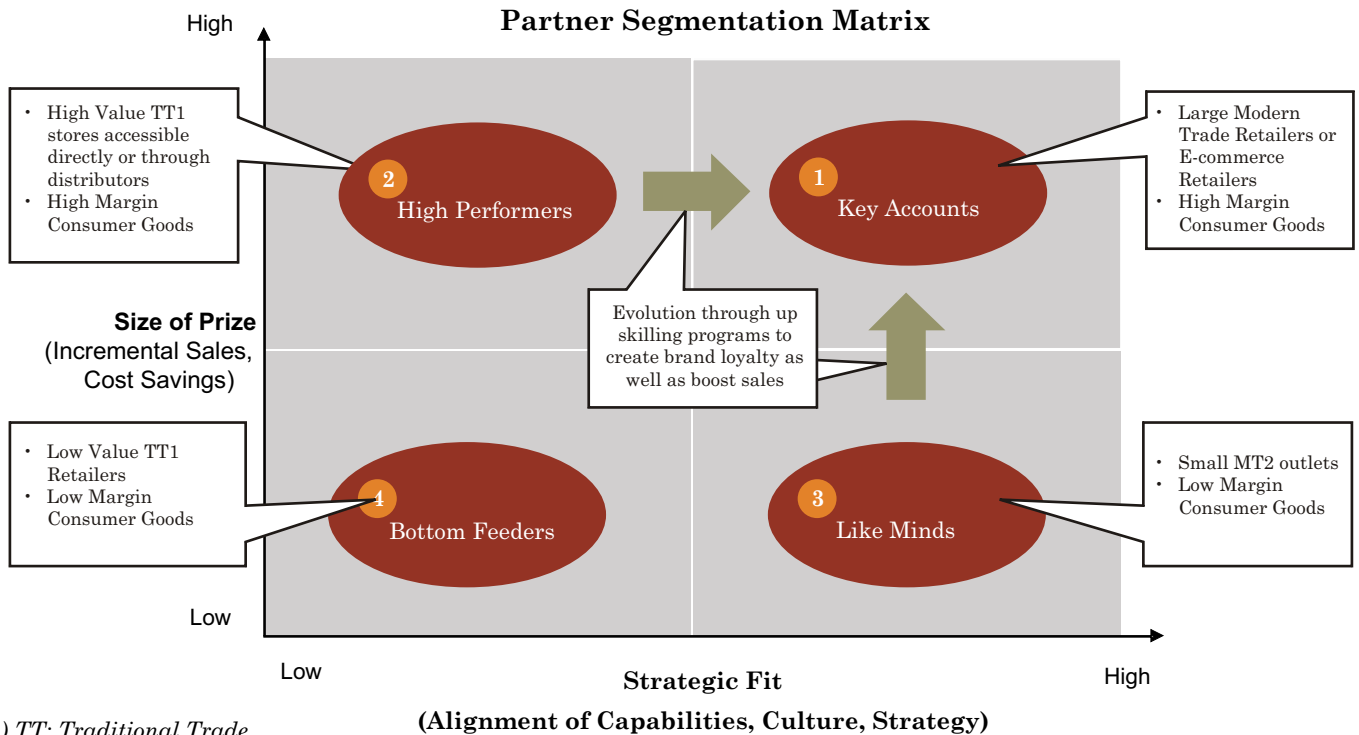 Partner Segmentation Matrix
High
• High Value TT1
stores accessible
directly or through
distributors
• High Margin
Consumer Goods
2
High Performers
1
Key Accounts
• Large Modern
Trade Retailers or
E-commerce
Retailers
• High Margin
Consumer Goods
Size of Prize
(Incremental Sales,
Cost Savings)
Evolution through up
skilling programs to
create brand loyalty as
well as boost sales
• Low Value TT1
Retailers
• Low Margin
Consumer Goods
4
Bottom Feeders
3
Like Minds
• Small MT2 outlets
• Low Margin
Consumer Goods
Low
Low
Strategic Fit
High
(Alignment of Capabilities, Culture, Strategy)
) TT: Traditional Trade